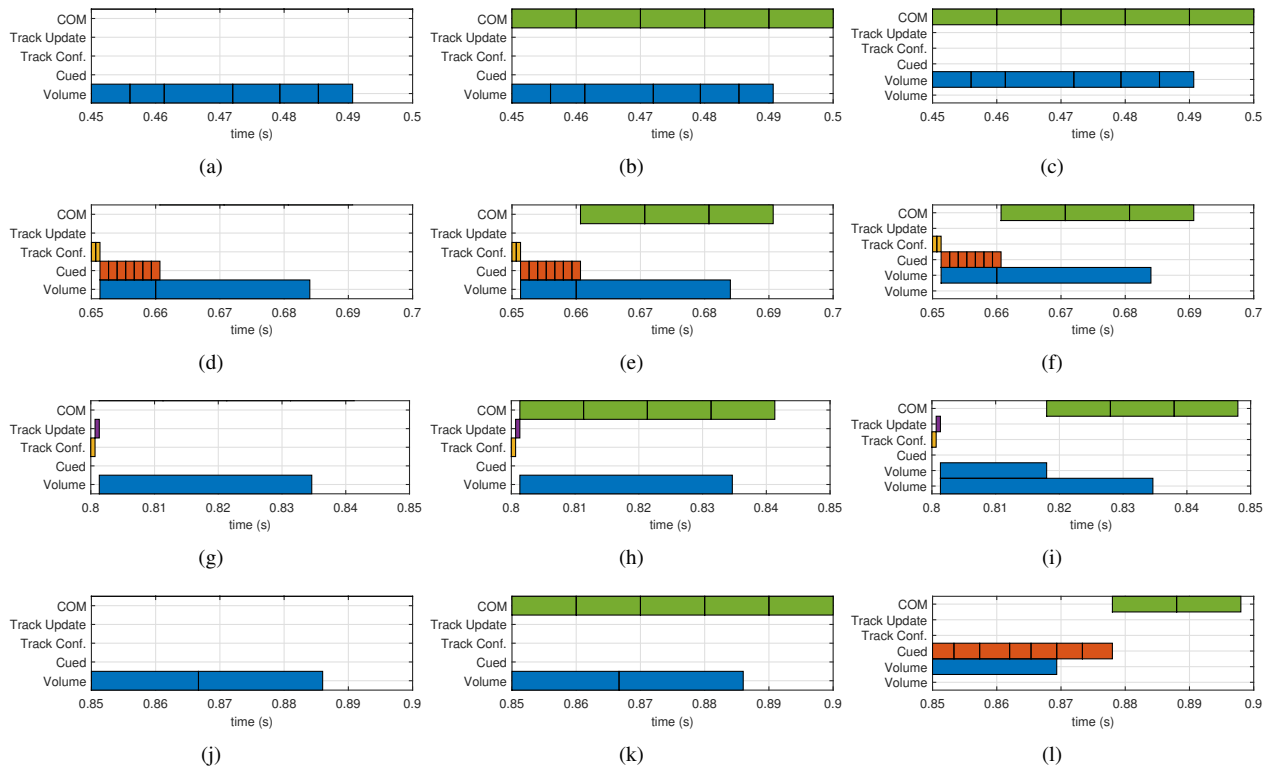 COM
Track Update
Track Conf.
Cued
Volume
0.45 0.46 0.47 0.48 0.49 0.5
time (s)
(a)
COM
Track Update
Track Conf.
Cued
Volume
0.45 0.46 0.47 0.48 0.49 0.5
time (s)
(b)
COM
Track Update
Track Conf.
Cued
Volume
Volume
0.45 0.46 0.47 0.48 0.49 0.5
time (s)
(c)
COM
Track Update
Track Conf.
Cued
Volume
0.65 0.66 0.67 0.68 0.69 0.7
time (s)
(d)
COM
Track Update
Track Conf.
Cued
Volume
0.65 0.66 0.67 0.68 0.69 0.7
time (s)
(e)
COM
Track Update
Track Conf.
Cued
Volume
Volume
0.65 0.66 0.67 0.68 0.69 0.7
time (s)
(f)
COM
Track Update
Track Conf.
Cued
Volume
0.8 0.81 0.82 0.83 0.84 0.85
time (s)
(g)
COM
Track Update
Track Conf.
Cued
Volume
0.8 0.81 0.82 0.83 0.84 0.85
time (s)
(h)
COM
Track Update
Track Conf.
Cued
Volume
Volume
0.8 0.81 0.82 0.83 0.84 0.85
time (s)
(i)
COM
Track Update
Track Conf.
Cued
Volume
0.85 0.86 0.87 0.88 0.89 0.9
time (s)
(j)
COM
Track Update
Track Conf.
Cued
Volume
0.85 0.86 0.87 0.88 0.89 0.9
time (s)
(k)
COM
Track Update
Track Conf.
Cued
Volume
Volume
0.85 0.86 0.87 0.88 0.89 0.9
time (s)
(l)